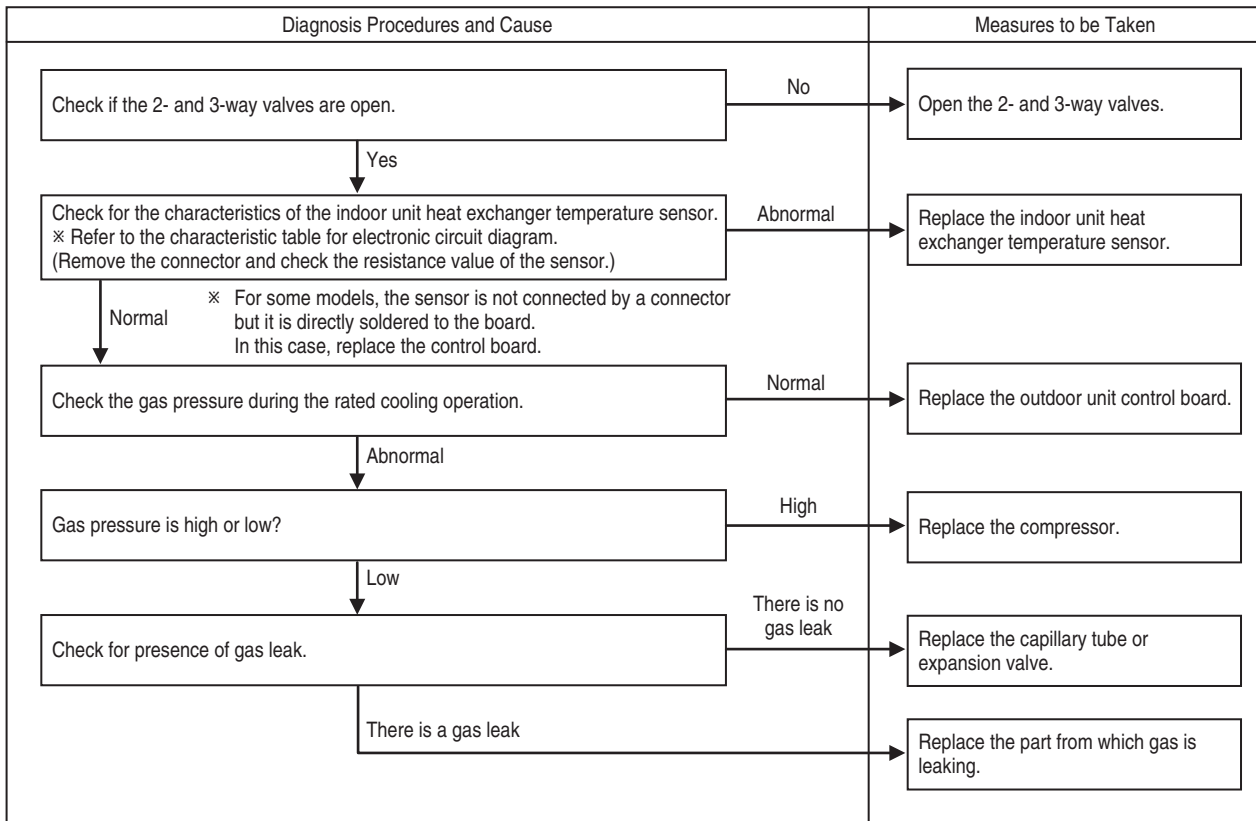 Diagnosis Procedures and Cause
Measures to be Taken
Check if the 2- and 3-way valves are open.
No
Open the 2- and 3-way valves.
Yes
Check for the characteristics of the indoor unit heat exchanger temperature sensor.
※ Refer to the characteristic table for electronic circuit diagram.
(Remove the connector and check the resistance value of the sensor.)
Abnormal
Replace the indoor unit heat
exchanger temperature sensor.
Normal
※ For some models, the sensor is not connected by a connector
but it is directly soldered to the board.
In this case, replace the control board.
Check the gas pressure during the rated cooling operation.
Normal
Replace the outdoor unit control board.
Abnormal
Gas pressure is high or low?
High
Replace the compressor.
Low
Check for presence of gas leak.
There is no
gas leak
Replace the capillary tube or
expansion valve.
There is a gas leak
Replace the part from which gas is
leaking.